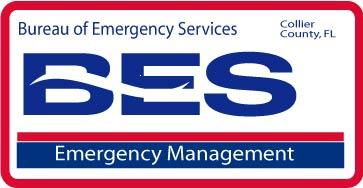 Bureau of Emergency Services
Collier
County, FL
BES
Emergency Management